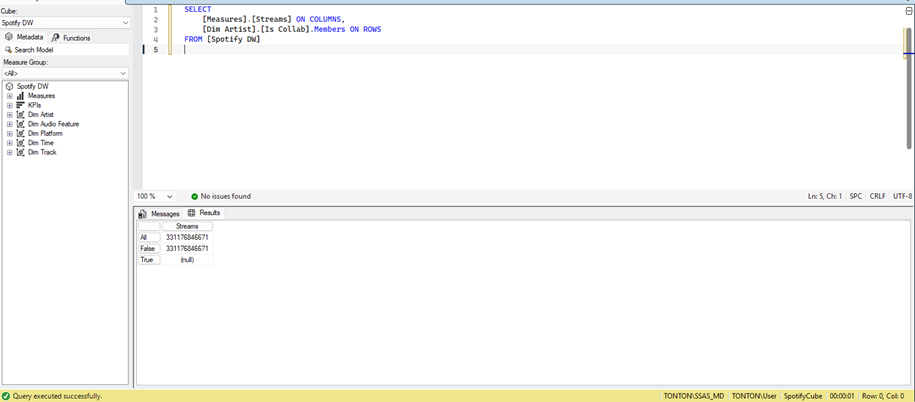 Cube:
Spotify DW
Metadata
Functions
Search Model
Measure Group:
<All>
Spotify DW
Measures
KPIs
Dim Artist
Dim Audio Feature
Dim Platform
Dim Time
Dim Track
1 SELECT
2 [Measures].[Streams] ON COLUMNS,
3 [Dim Artist].[Is Collab].Members ON ROWS
4 FROM [Spotify DW]
5
100 % No issues found Ln: 5, Ch: 1 SPC CRLF UTF-8
Messages Results
Streams
All 331176846671
False 331176846671
True (null)
Query executed successfully. TONTON\SSAS_MD TONTON\User SpotifyCube 00:00:01 Row: 0, Col: 0